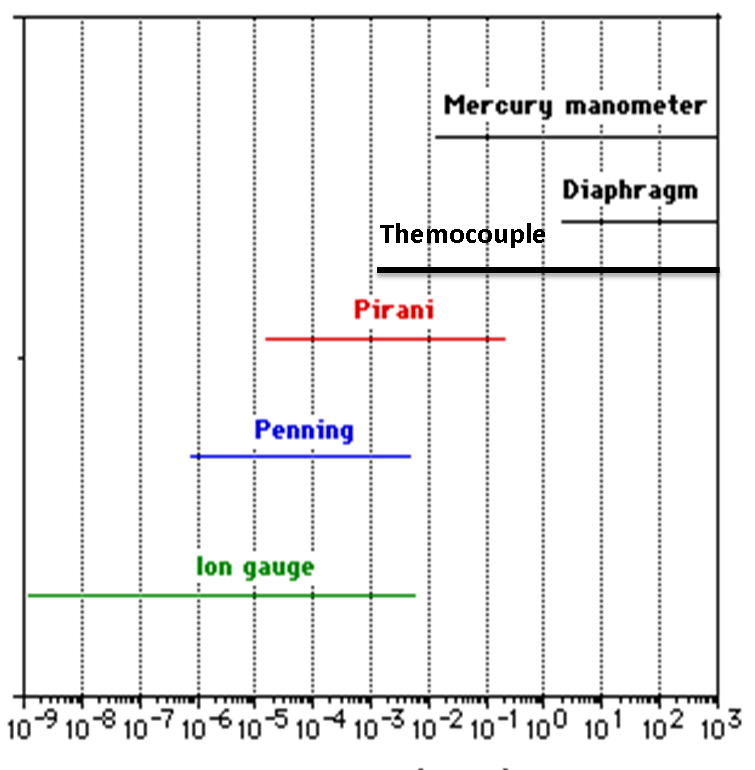 Mercury manometer
Diaphragm
Themocouple
Pirani
Penning
Ion gauge
10⁻⁹ 10⁻⁸ 10⁻⁷ 10⁻⁶ 10⁻⁵ 10⁻⁴ 10⁻³ 10⁻² 10⁻¹ 10⁰ 10¹ 10² 10³